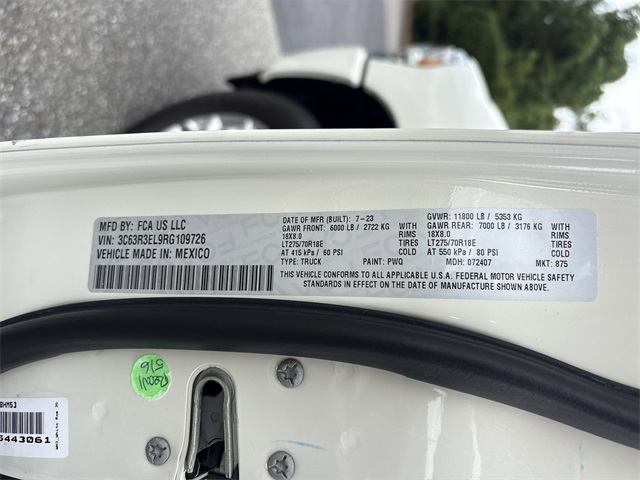 MFD BY: FCA US LLC
VIN: 3C63R3EL9RG109726
VEHICLE MADE IN: MEXICO
DATE OF MFR (BUILT): 7-23
GAWR FRONT: 6000 LB / 2722 KG WITH
18X8.0
LT275/70R18E TIRES
AT 415 kPa / 60 PSI COLD
TYPE: TRUCK PAINT: PWQ
GVWR: 11800 LB / 5353 KG
GAWR REAR: 7000 LB / 3176 KG WITH
18X8.0
LT275/70R18E TIRES
AT 550 kPa / 80 PSI COLD
MDH: 072407 MKT: 875
THIS VEHICLE CONFORMS TO ALL APPLICABLE U.S.A. FEDERAL MOTOR VEHICLE SAFETY
STANDARDS IN EFFECT ON THE DATE OF MANUFACTURE SHOWN ABOVE.
516
8HM5J
5443061